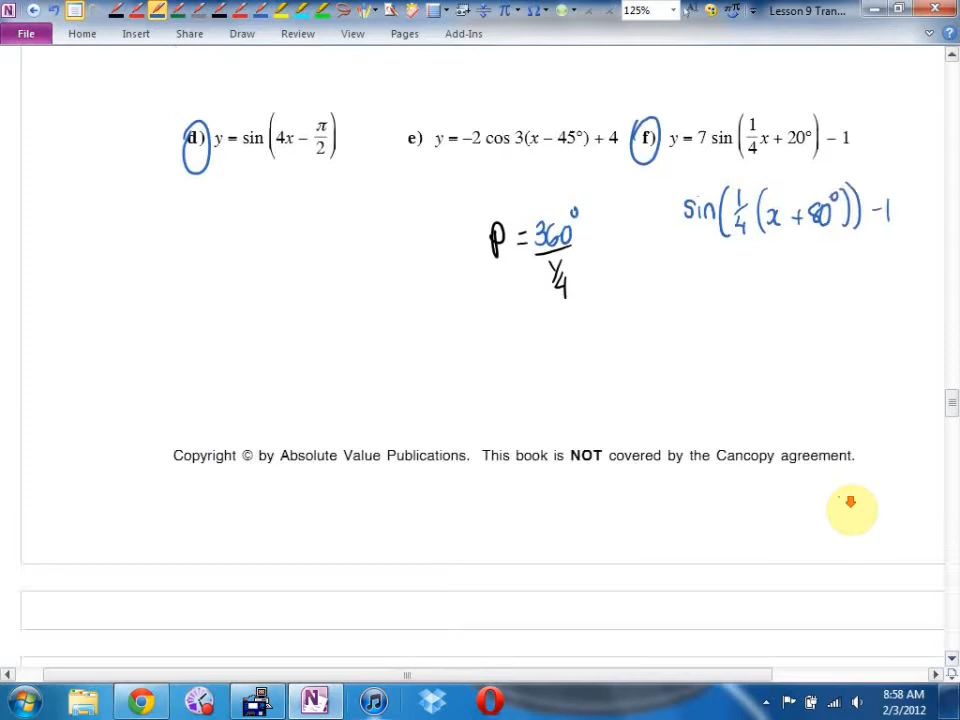 125%
Lesson 9 Tran...
File Home Insert Share Draw Review View Pages Add-Ins
d) y = sin (4x − π/2) e) y = −2 cos 3(x − 45°) + 4 f) y = 7 sin (1/4 x + 20°) − 1
sin(1/4 (x + 80°)) −1
P = 360° / 1/4
Copyright © by Absolute Value Publications. This book is NOT covered by the Cancopy agreement.
8:58 AM
2/3/2012